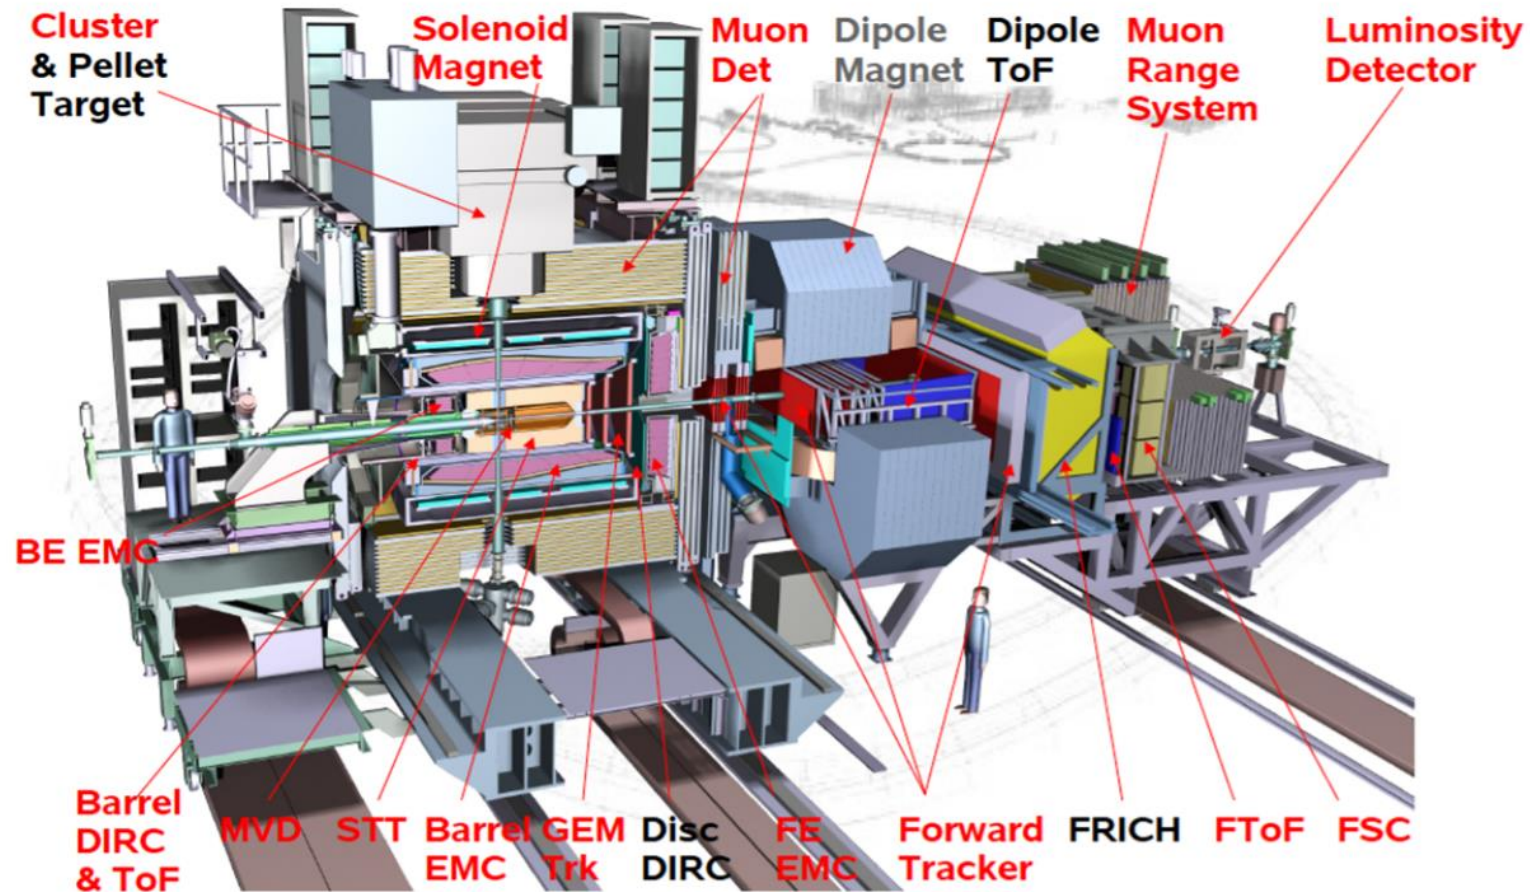 Cluster
& Pellet
Target
Solenoid
Magnet
Muon
Det
Dipole
Magnet
Dipole
ToF
Muon
Range
System
Luminosity
Detector
BE EMC
Barrel
DIRC
& ToF
MVD
STT
Barrel
EMC
GEM
Trk
Disc
DIRC
FE
EMC
Forward
Tracker
FRICH
FToF
FSC